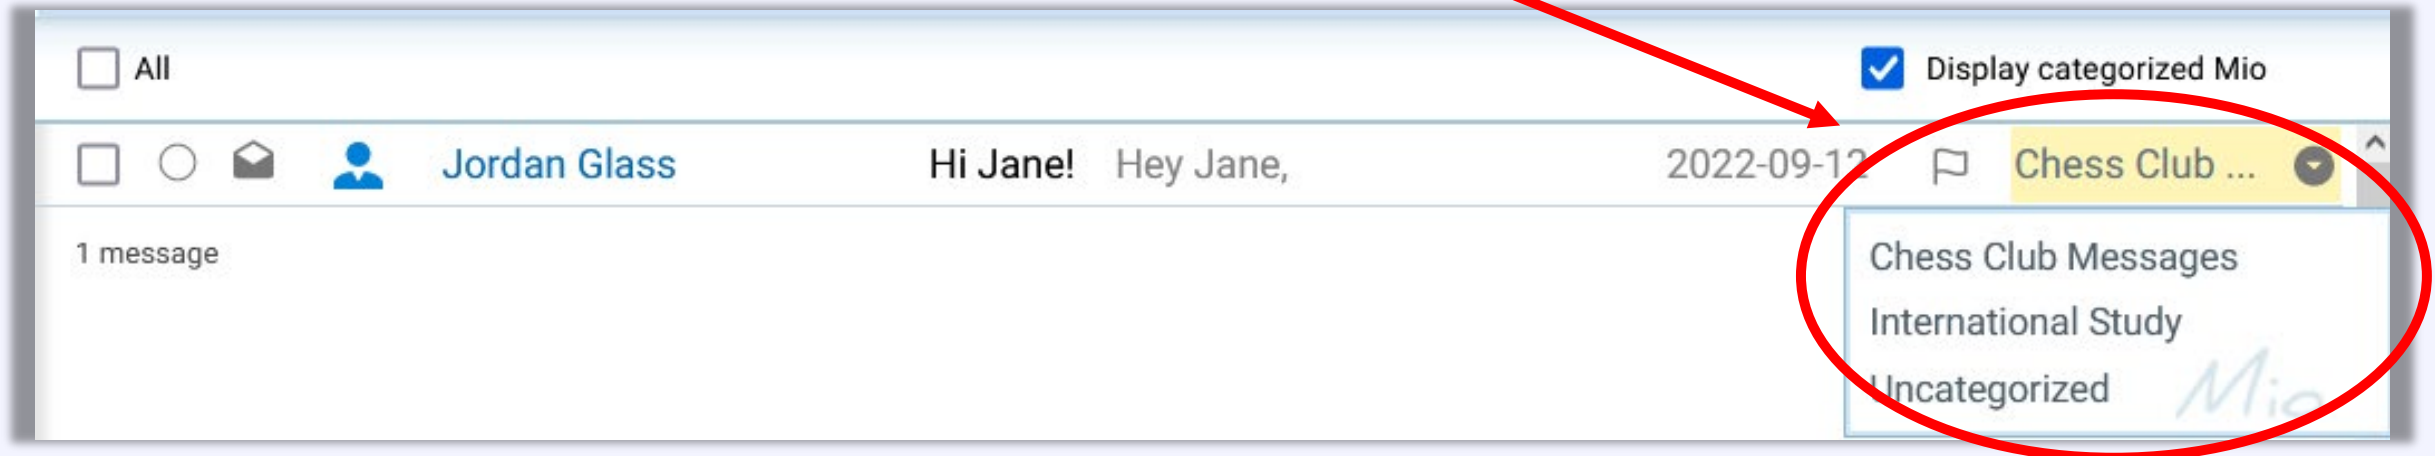 All Display categorized Mio
Jordan Glass Hi Jane! Hey Jane, 2022-09-12 Chess Club ...
1 message
Chess Club Messages
International Study
Uncategorized
Mio